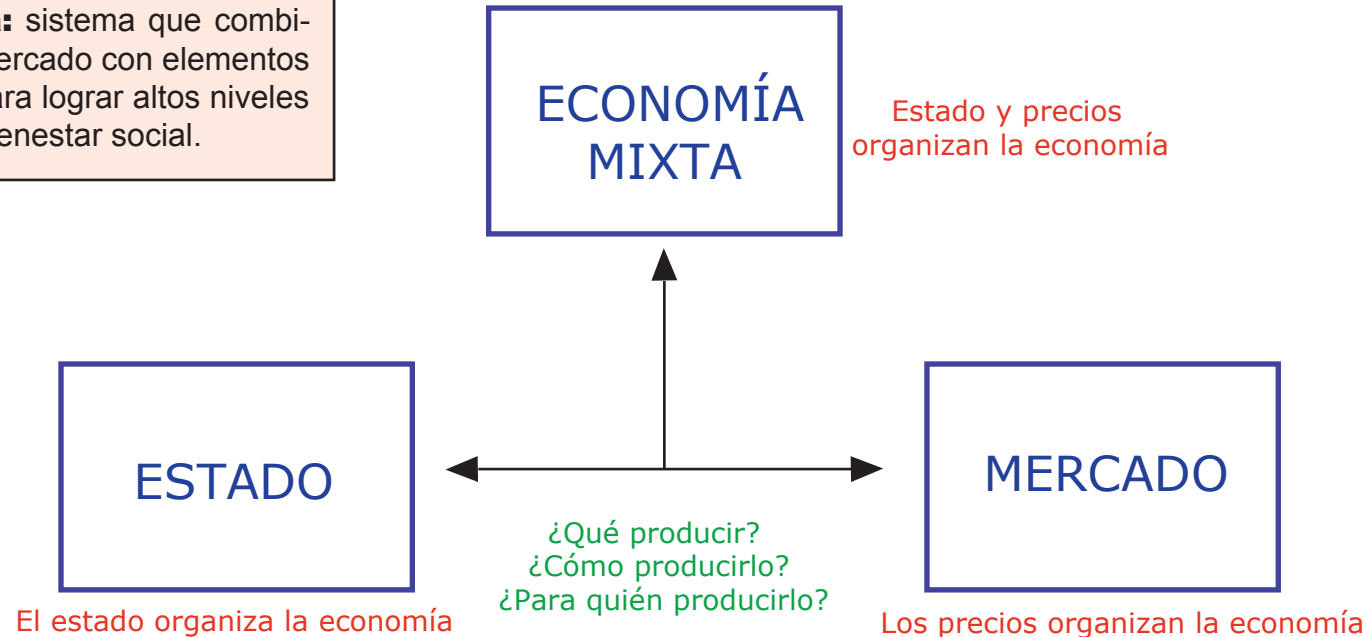 : sistema que combi-
ercado con elementos
ara lograr altos niveles
enestar social.
ECONOMÍA
MIXTA
Estado y precios
organizan la economía
ESTADO
MERCADO
¿Qué producir?
¿Cómo producirlo?
¿Para quién producirlo?
El estado organiza la economía
Los precios organizan la economía